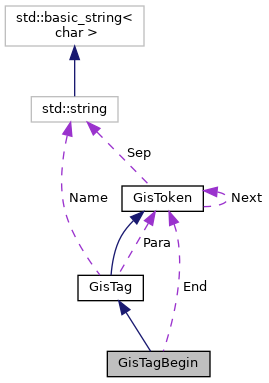 std::basic_string<
char >
std::string
Sep
GisToken
Next
Name
Para
GisTag
End
GisTagBegin